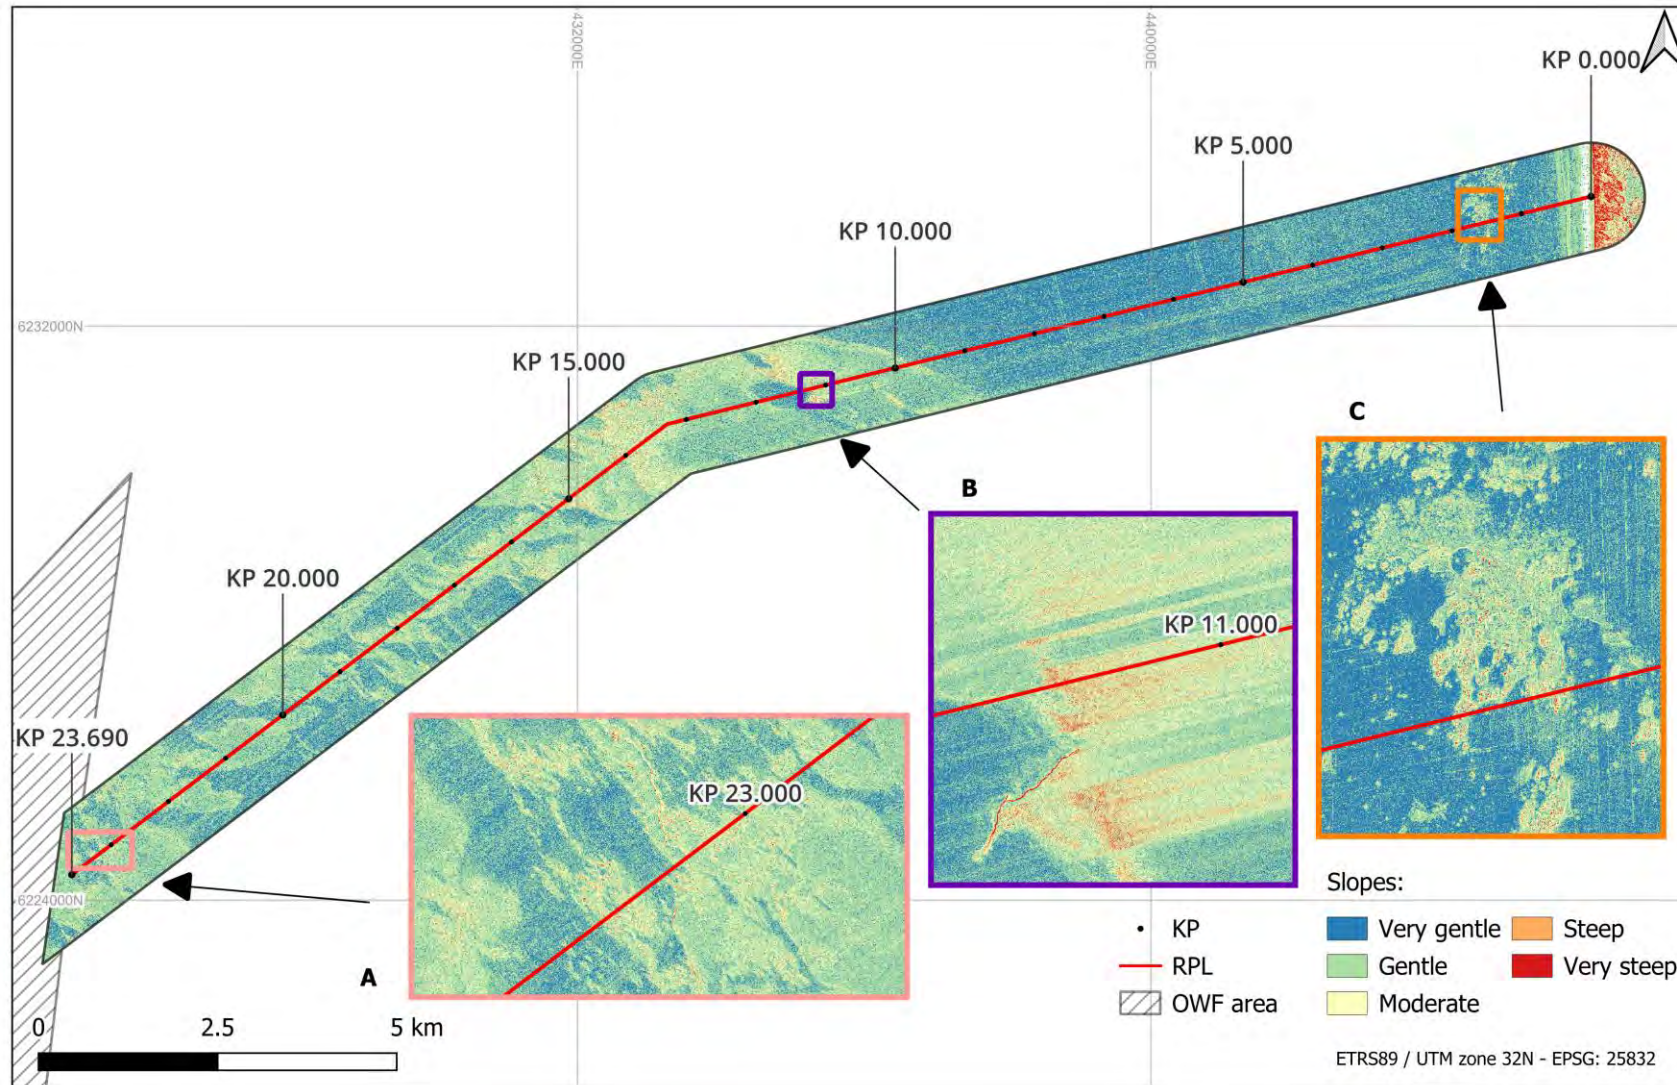 432000E
440000E
KP 0.000
KP 5.000
KP 10.000
6232000N
KP 15.000
C
B
KP 20.000
KP 11.000
KP 23.690
KP 23.000
6224000N
A
0
2.5
5 km
KP
RPL
OWF area
Slopes:
Very gentle
Steep
Gentle
Very steep
Moderate
ETRS89 / UTM zone 32N - EPSG: 25832